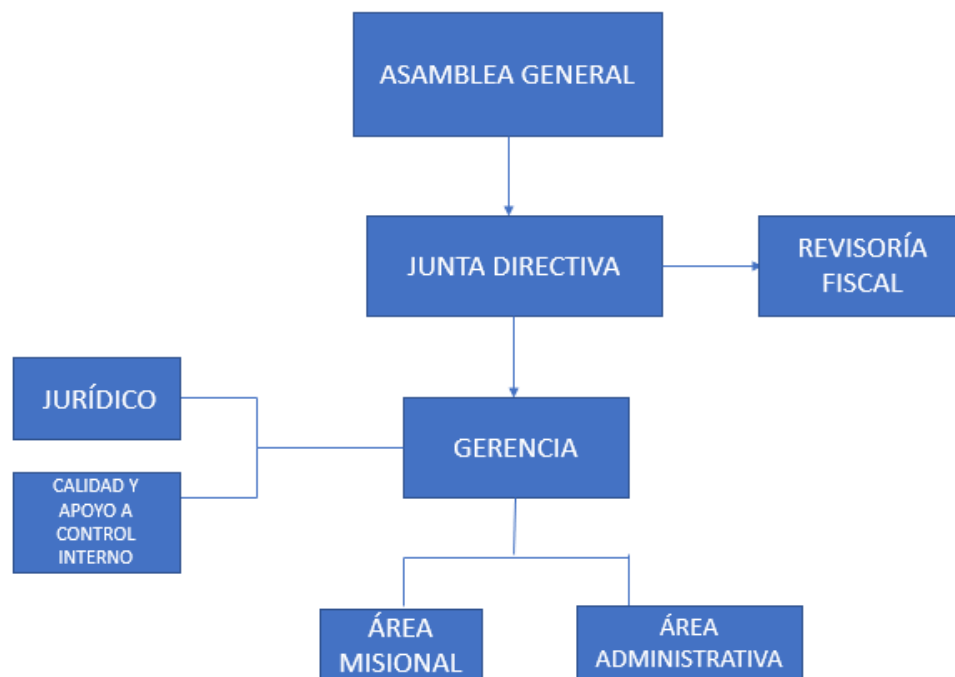 ASAMBLEA GENERAL
JUNTA DIRECTIVA
REVISORÍA
FISCAL
JURÍDICO
GERENCIA
CALIDAD Y
APOYO A
CONTROL
INTERNO
ÁREA
MISIONAL
ÁREA
ADMINISTRATIVA